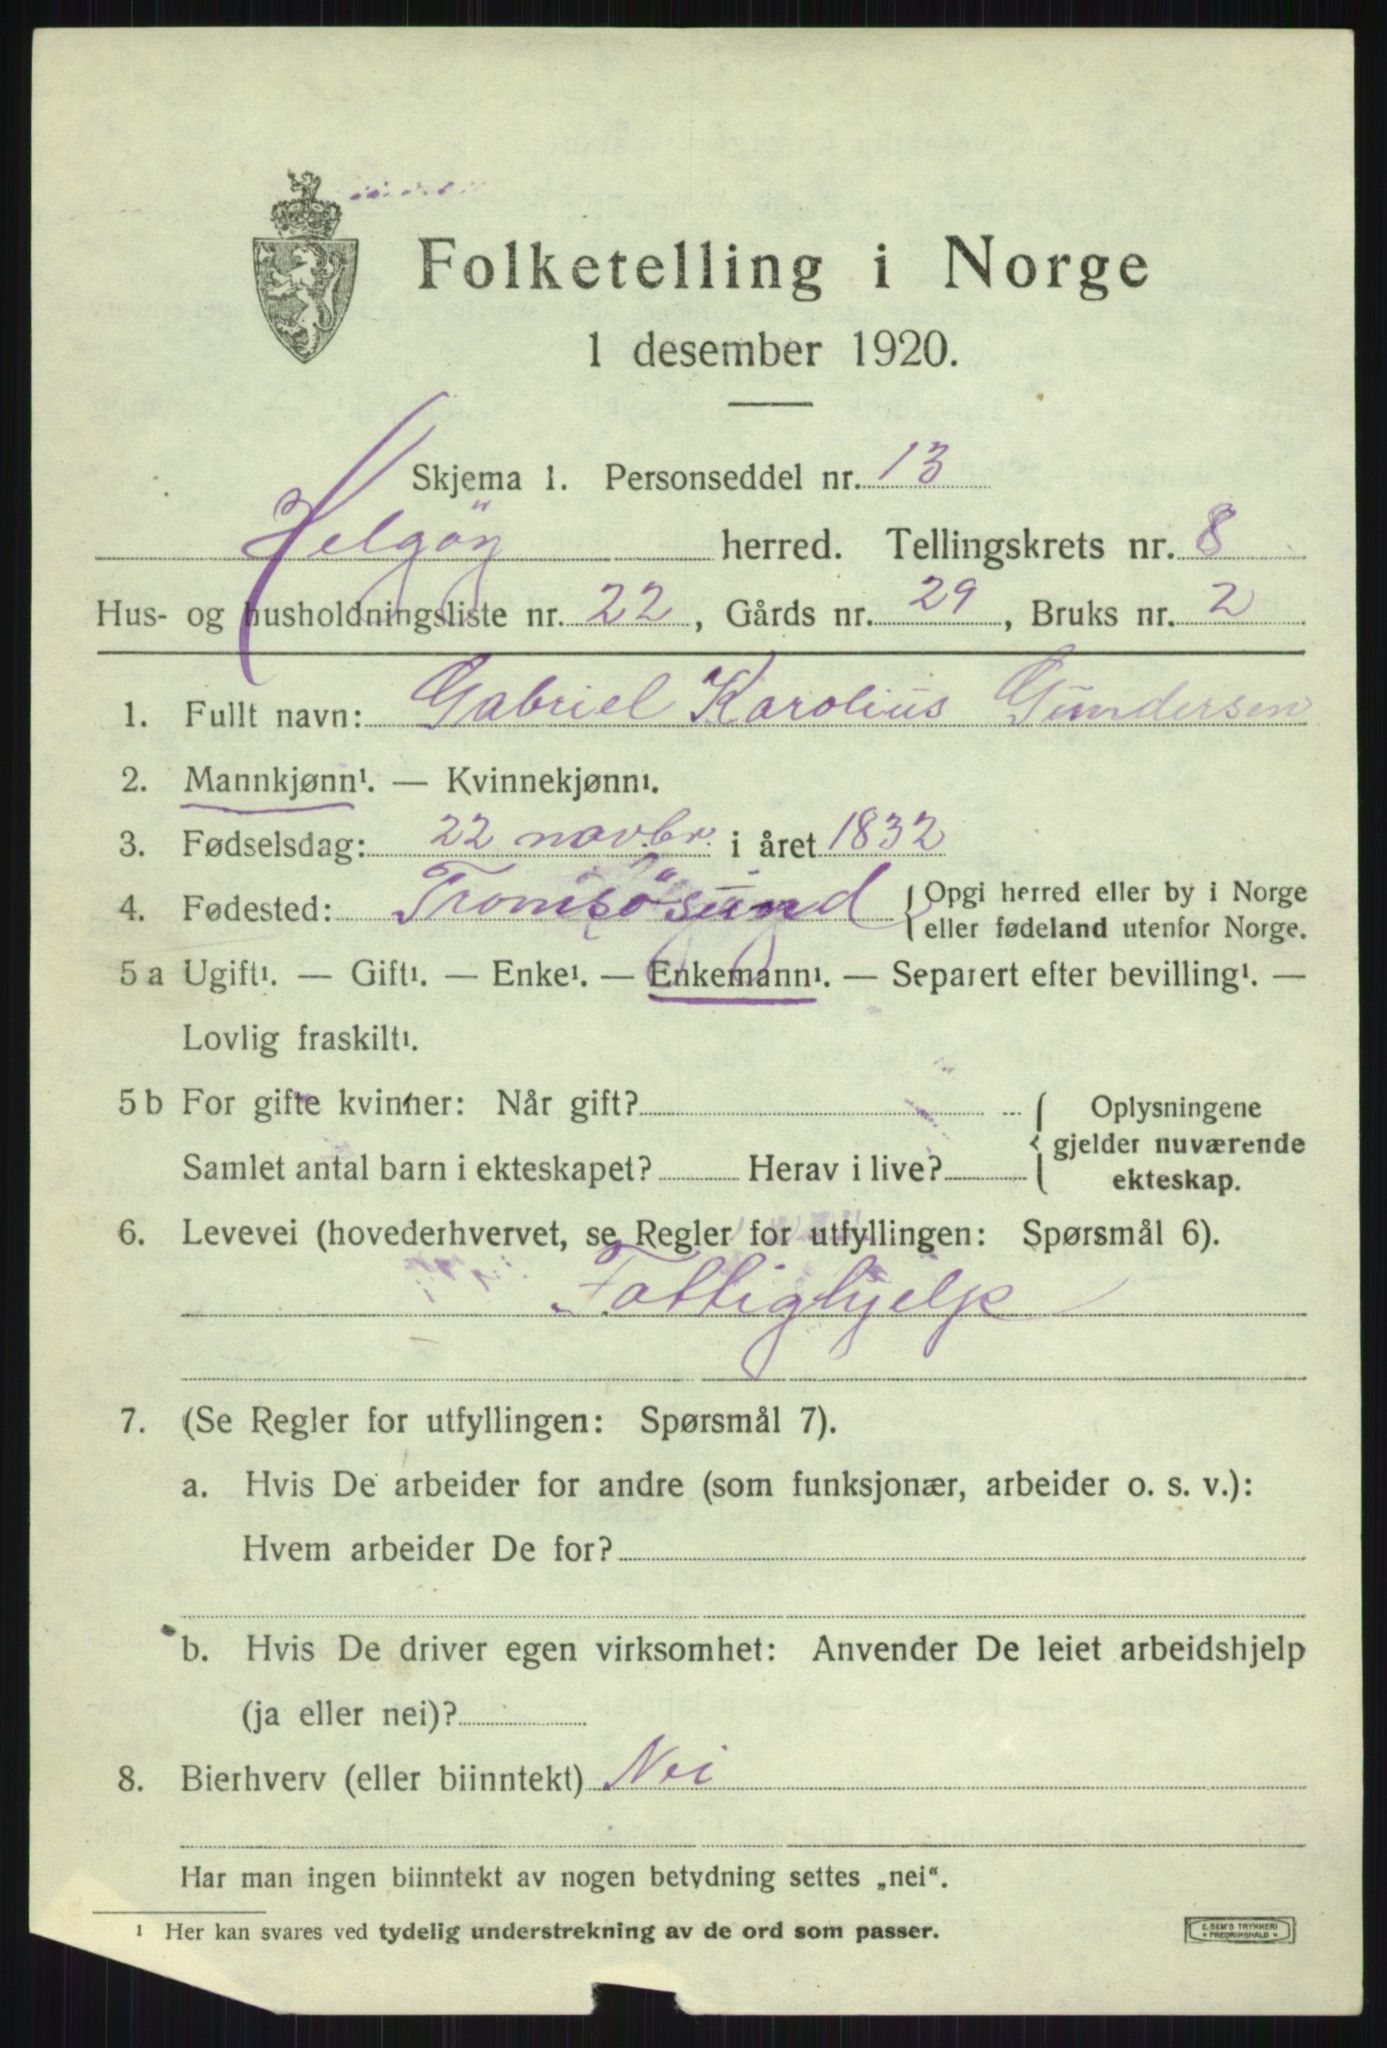 Folketelling i Norge
1 desember 1920.
Skjema 1. Personseddel nr. 13
Helgöy herred. Tellingskrets nr. 8
Hus- og husholdningsliste nr. 22, Gårds nr. 29, Bruks nr. 2
1. Fullt navn: Gabriel Karolius Gundersen
2. Mannkjønn¹. — Kvinnekjønn¹.
3. Fødselsdag: 22 novbr. i året 1832
4. Fødested: Tromsösund { Opgi herred eller by i Norge
eller fødeland utenfor Norge.
5 a Ugift¹. — Gift¹. — Enke¹. — Enkemann¹. — Separert efter bevilling¹. —
Lovlig fraskilt¹.
5 b For gifte kvinner: Når gift? { Oplysningene
gjelder nuværende
Samlet antal barn i ekteskapet? Herav i live? ekteskap.
6. Levevei (hovederhvervet, se Regler for utfyllingen: Spørsmål 6).
Fattighjelp
7. (Se Regler for utfyllingen: Spørsmål 7).
a. Hvis De arbeider for andre (som funksjonær, arbeider o. s. v.):
Hvem arbeider De for?
b. Hvis De driver egen virksomhet: Anvender De leiet arbeidshjelp
(ja eller nei)?
8. Bierhverv (eller biinntekt) Nei
Har man ingen biinntekt av nogen betydning settes „nei“.
¹ Her kan svares ved tydelig understrekning av de ord som passer.
E. SEM'S TRYKKERI
FREDRIKSHALD